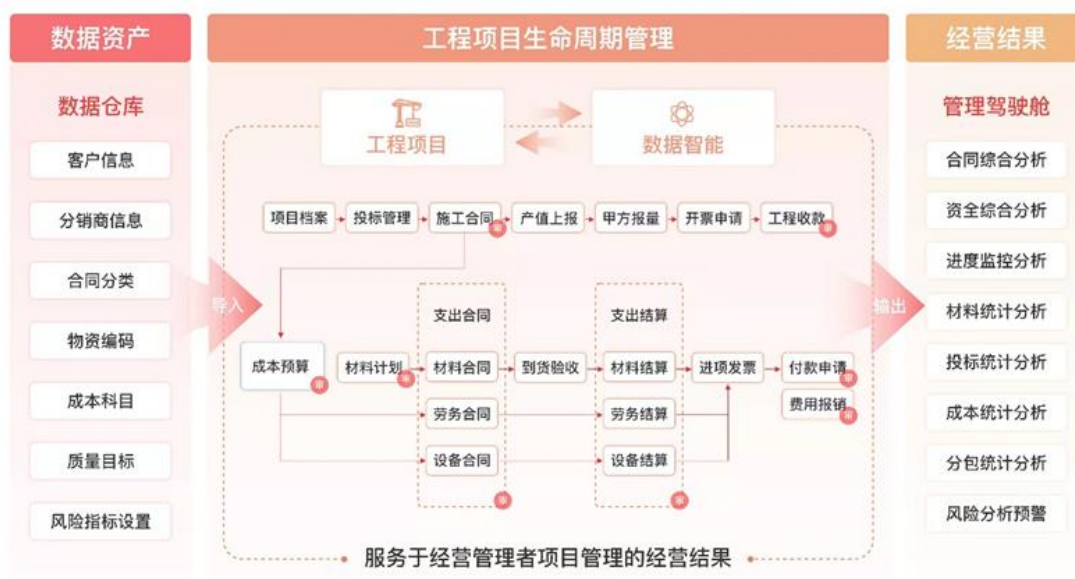 数据资产
工程项目生命周期管理
经营结果
数据仓库
客户信息
分销商信息
合同分类
物资编码
成本科目
质量目标
风险指标设置
导入
工程项目
数据智能
项目档案
投标管理
施工合同
审
产值上报
甲方报量
开票申请
工程收款
审
支出合同
支出结算
成本预算
审
材料计划
审
材料合同
到货验收
材料结算
进项发票
付款申请
审
费用报销
审
劳务合同
劳务结算
设备合同
设备结算
审
审
服务于经营管理者项目管理的经营结果
输出
管理驾驶舱
合同综合分析
资全综合分析
进度监控分析
材料统计分析
投标统计分析
成本统计分析
分包统计分析
风险分析预警